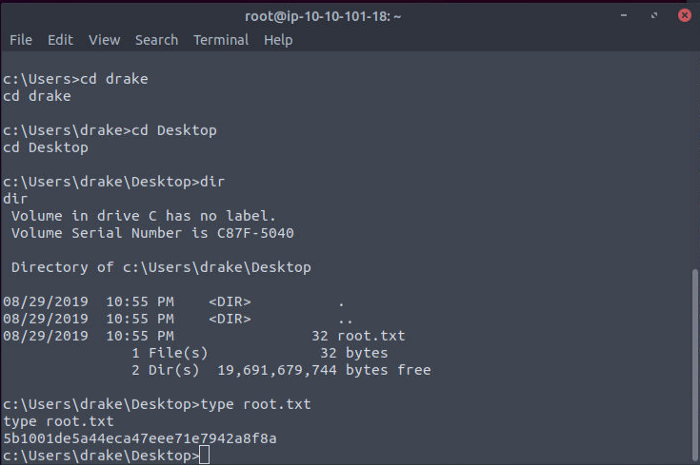 root@ip-10-10-101-18: ~
File Edit View Search Terminal Help
c:\Users>cd drake
cd drake
c:\Users\drake>cd Desktop
cd Desktop
c:\Users\drake\Desktop>dir
dir
 Volume in drive C has no label.
 Volume Serial Number is C87F-5040
 Directory of c:\Users\drake\Desktop
08/29/2019  10:55 PM    <DIR>          .
08/29/2019  10:55 PM    <DIR>          ..
08/29/2019  10:55 PM                32 root.txt
               1 File(s)             32 bytes
               2 Dir(s)  19,691,679,744 bytes free
c:\Users\drake\Desktop>type root.txt
type root.txt
5b1001de5a44eca47eee71e7942a8f8a
c:\Users\drake\Desktop>